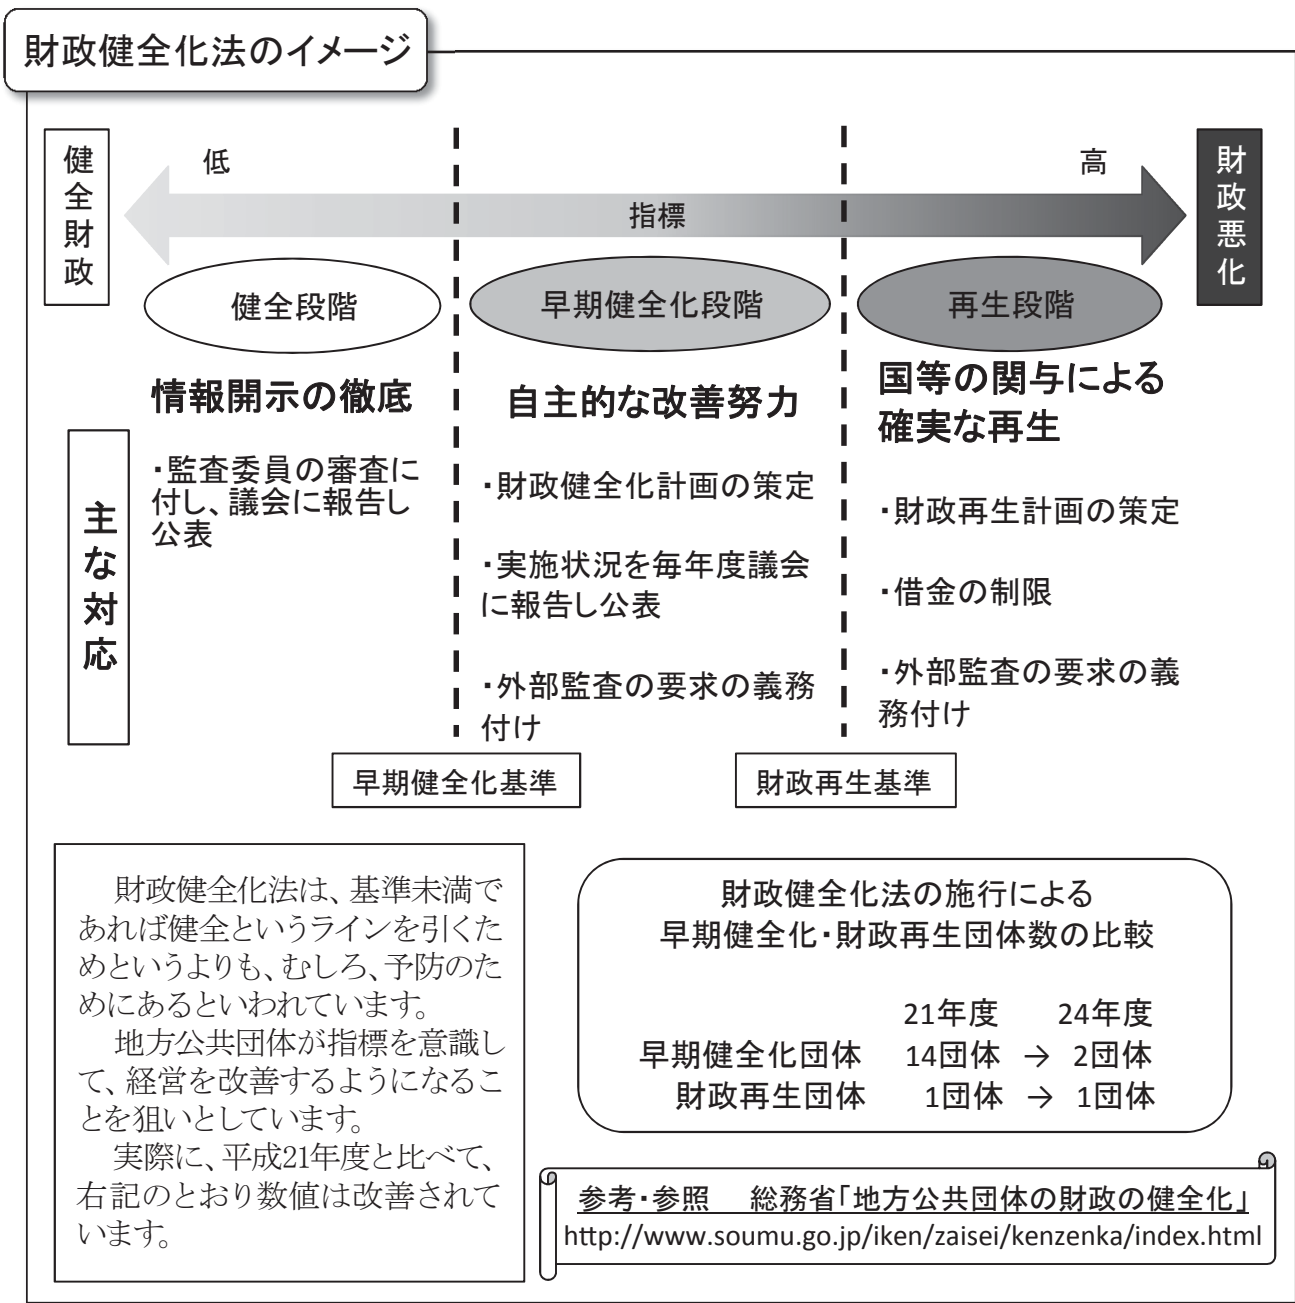 財政健全化法のイメージ
健全財政
低
高
指標
財政悪化
健全段階
早期健全化段階
再生段階
主な対応
情報開示の徹底
・監査委員の審査に
付し、議会に報告し
公表
自主的な改善努力
・財政健全化計画の策定
・実施状況を毎年度議会
に報告し公表
・外部監査の要求の義務
付け
国等の関与による
確実な再生
・財政再生計画の策定
・借金の制限
・外部監査の要求の義
務付け
早期健全化基準
財政再生基準
財政健全化法は、基準未満で
あれば健全というラインを引くた
めというよりも、むしろ、予防のた
めにあるといわれています。
地方公共団体が指標を意識し
て、経営を改善するようになるこ
とを狙いとしています。
実際に、平成21年度と比べて、
右記のとおり数値は改善されて
います。
財政健全化法の施行による
早期健全化・財政再生団体数の比較
21年度 24年度
早期健全化団体 14団体 → 2団体
財政再生団体 1団体 → 1団体
参考・参照 総務省「地方公共団体の財政の健全化」
http://www.soumu.go.jp/iken/zaisei/kenzenka/index.html